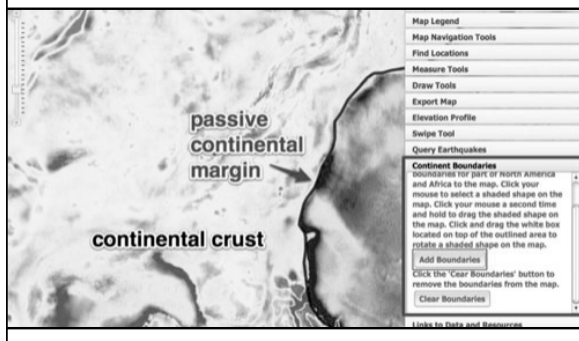 Map Legend
Map Navigation Tools
Find Locations
Measure Tools
Draw Tools
Export Map
Elevation Profile
Swipe Tool
Query Earthquakes
Continent Boundaries
boundaries for part of North America
and Africa to the map. Click your
mouse to select a shaded shape on the
map. Click your mouse a second time
and hold to drag the shaded shape on
the map. Click and drag the white box
located on top of the outlined area to
rotate a shaded shape on the map.
Add Boundaries
Click the 'Cear Boundaries' button to
remove the boundaries from the map.
Clear Boundaries
Links to Data and Resources
passive
continental
margin
continental crust